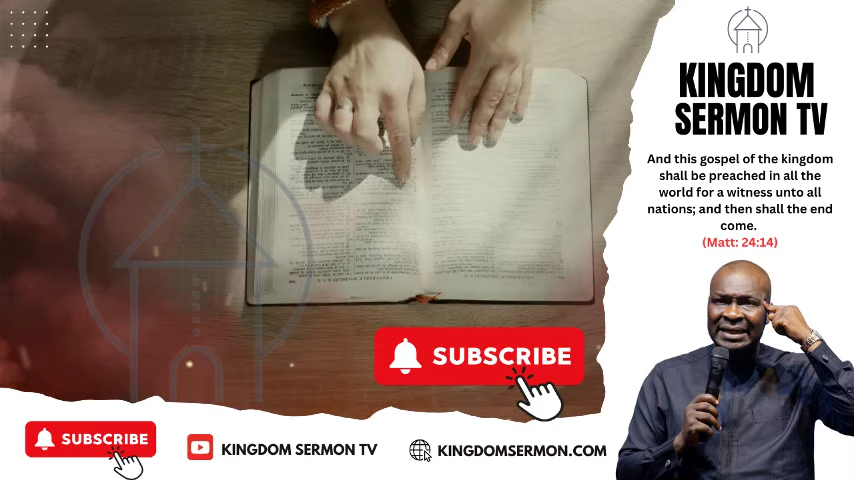 KINGDOM
SERMON TV
And this gospel of the kingdom
shall be preached in all the
world for a witness unto all
nations; and then shall the end
come.
(Matt: 24:14)
SUBSCRIBE
SUBSCRIBE
KINGDOM SERMON TV
KINGDOMSERMON.COM